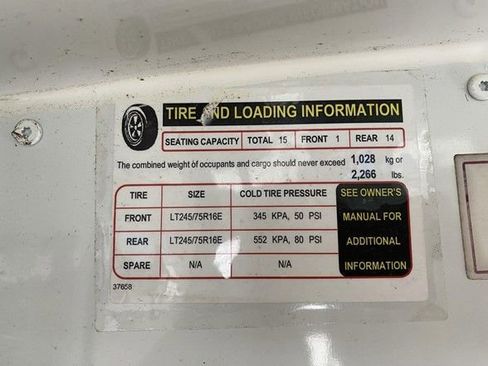 TIRE AND LOADING INFORMATION
SEATING CAPACITY TOTAL 15 FRONT 1 REAR 14
The combined weight of occupants and cargo should never exceed 1,028 kg or
2,266 lbs.
TIRE SIZE COLD TIRE PRESSURE SEE OWNER'S
FRONT LT245/75R16E 345 KPA, 50 PSI MANUAL FOR
REAR LT245/75R16E 552 KPA, 80 PSI ADDITIONAL
SPARE N/A N/A INFORMATION
37658